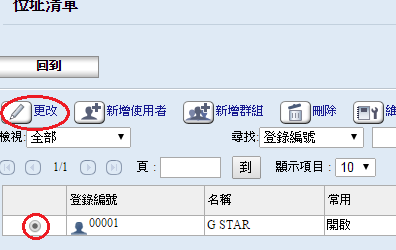 位址清單
回到
更改 新增使用者 新增群組 刪除
檢視: 全部 尋找: 登錄編號
1/1 頁: 到 顯示項目: 10
登錄編號 名稱 常用
00001 G STAR 開啟